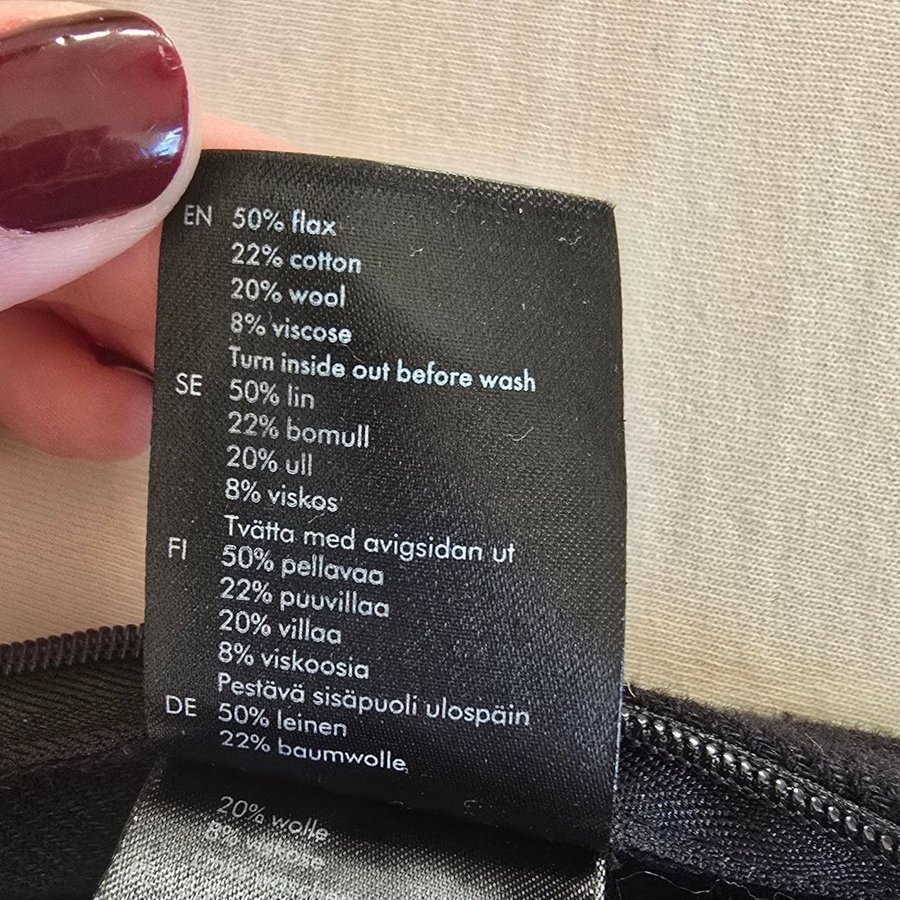 EN 50% flax
22% cotton
20% wool
8% viscose
Turn inside out before wash
SE 50% lin
22% bomull
20% ull
8% viskos
Tvätta med avigsidan ut
FI 50% pellavaa
22% puuvillaa
20% villaa
8% viskoosia
Pestävä sisäpuoli ulospäin
DE 50% leinen
22% baumwolle
20% wolle
8% viskose